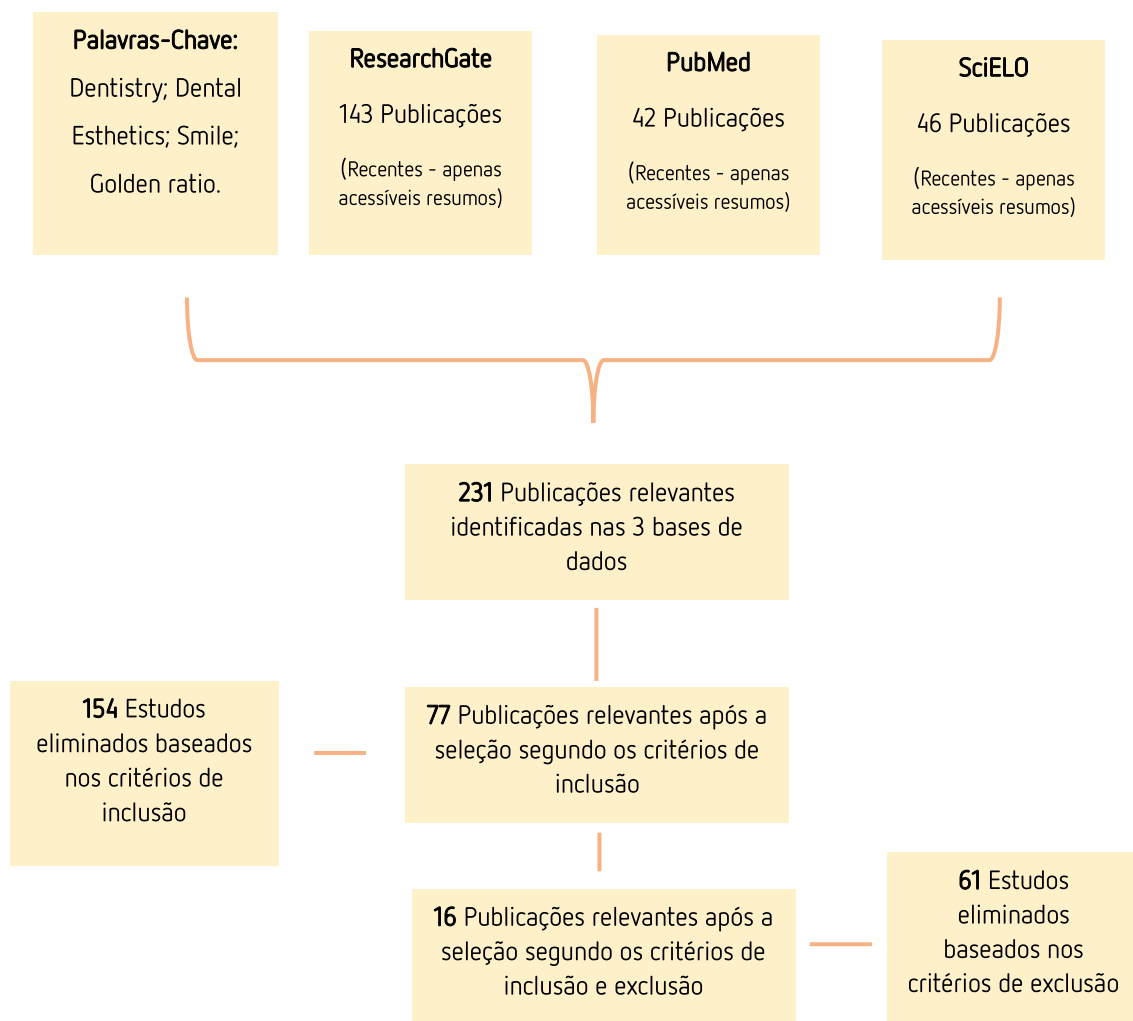 Palavras-Chave:
Dentistry; Dental
Esthetics; Smile;
Golden ratio.
ResearchGate
143 Publicações
(Recentes - apenas
acessíveis resumos)
PubMed
42 Publicações
(Recentes - apenas
acessíveis resumos)
SciELO
46 Publicações
(Recentes - apenas
acessíveis resumos)
231 Publicações relevantes
identificadas nas 3 bases de
dados
154 Estudos
eliminados baseados
nos critérios de
inclusão
77 Publicações relevantes após a
seleção segundo os critérios de
inclusão
16 Publicações relevantes após a
seleção segundo os critérios de
inclusão e exclusão
61 Estudos
eliminados
baseados nos
critérios de exclusão